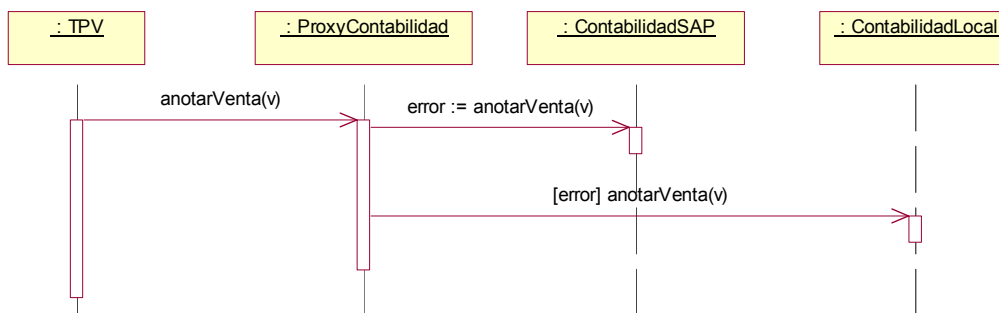 : TPV
: ProxyContabilidad
: ContabilidadSAP
: ContabilidadLocal
anotarVenta(v)
error := anotarVenta(v)
[error] anotarVenta(v)